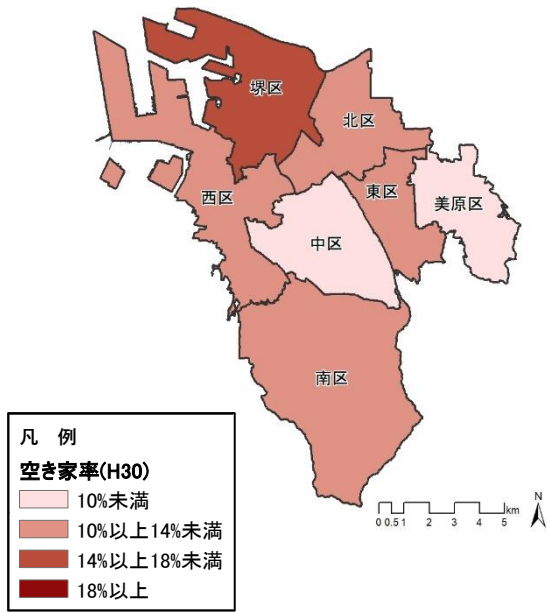 堺区
北区
西区
東区
美原区
中区
南区
凡　例
空き家率(H30)
10%未満
10%以上14%未満
14%以上18%未満
18%以上
N
km
0 0.5 1 2 3 4 5